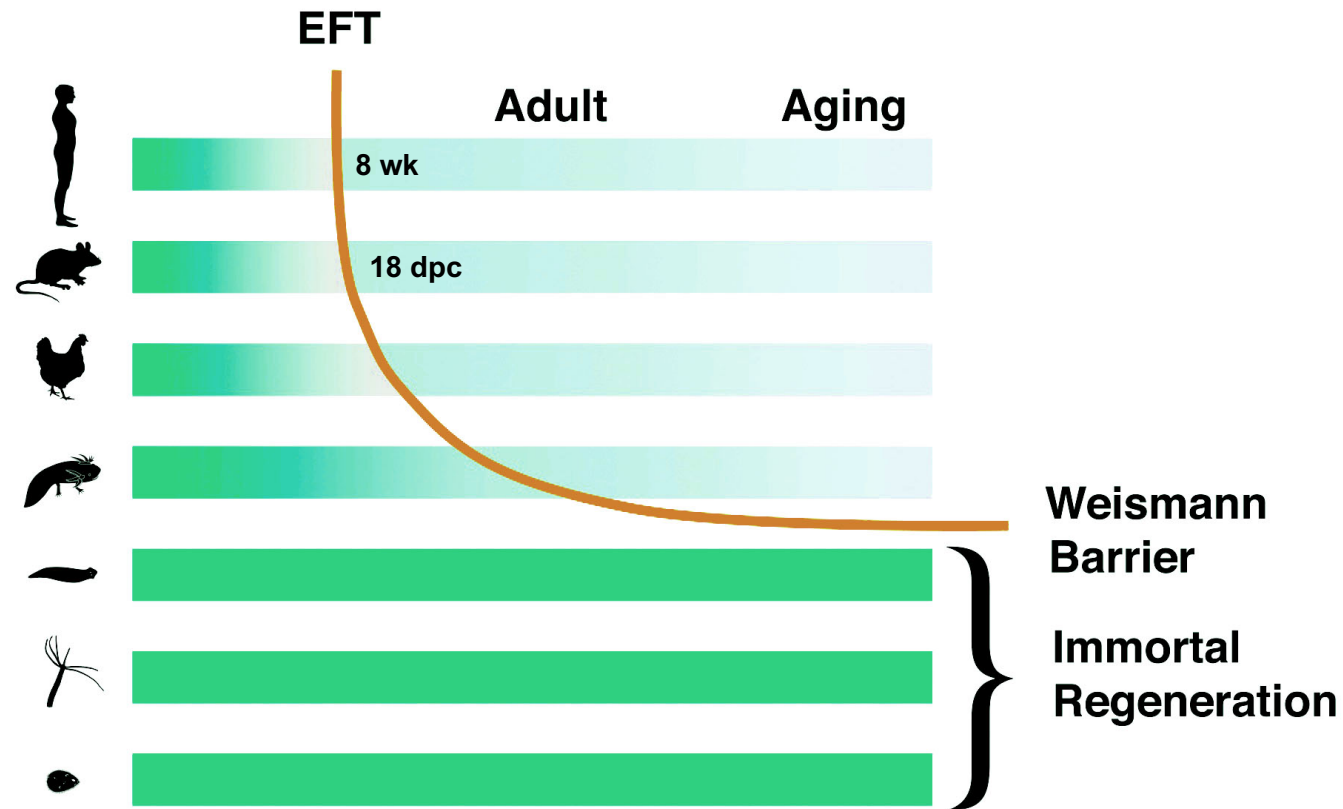 EFT
Adult
Aging
8 wk
18 dpc
Weismann
Barrier
Immortal
Regeneration